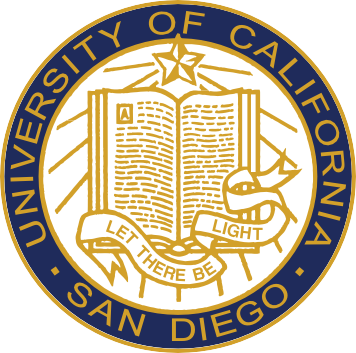 UNIVERSITY OF CALIFORNIA
A
LET THERE BE LIGHT
SAN DIEGO